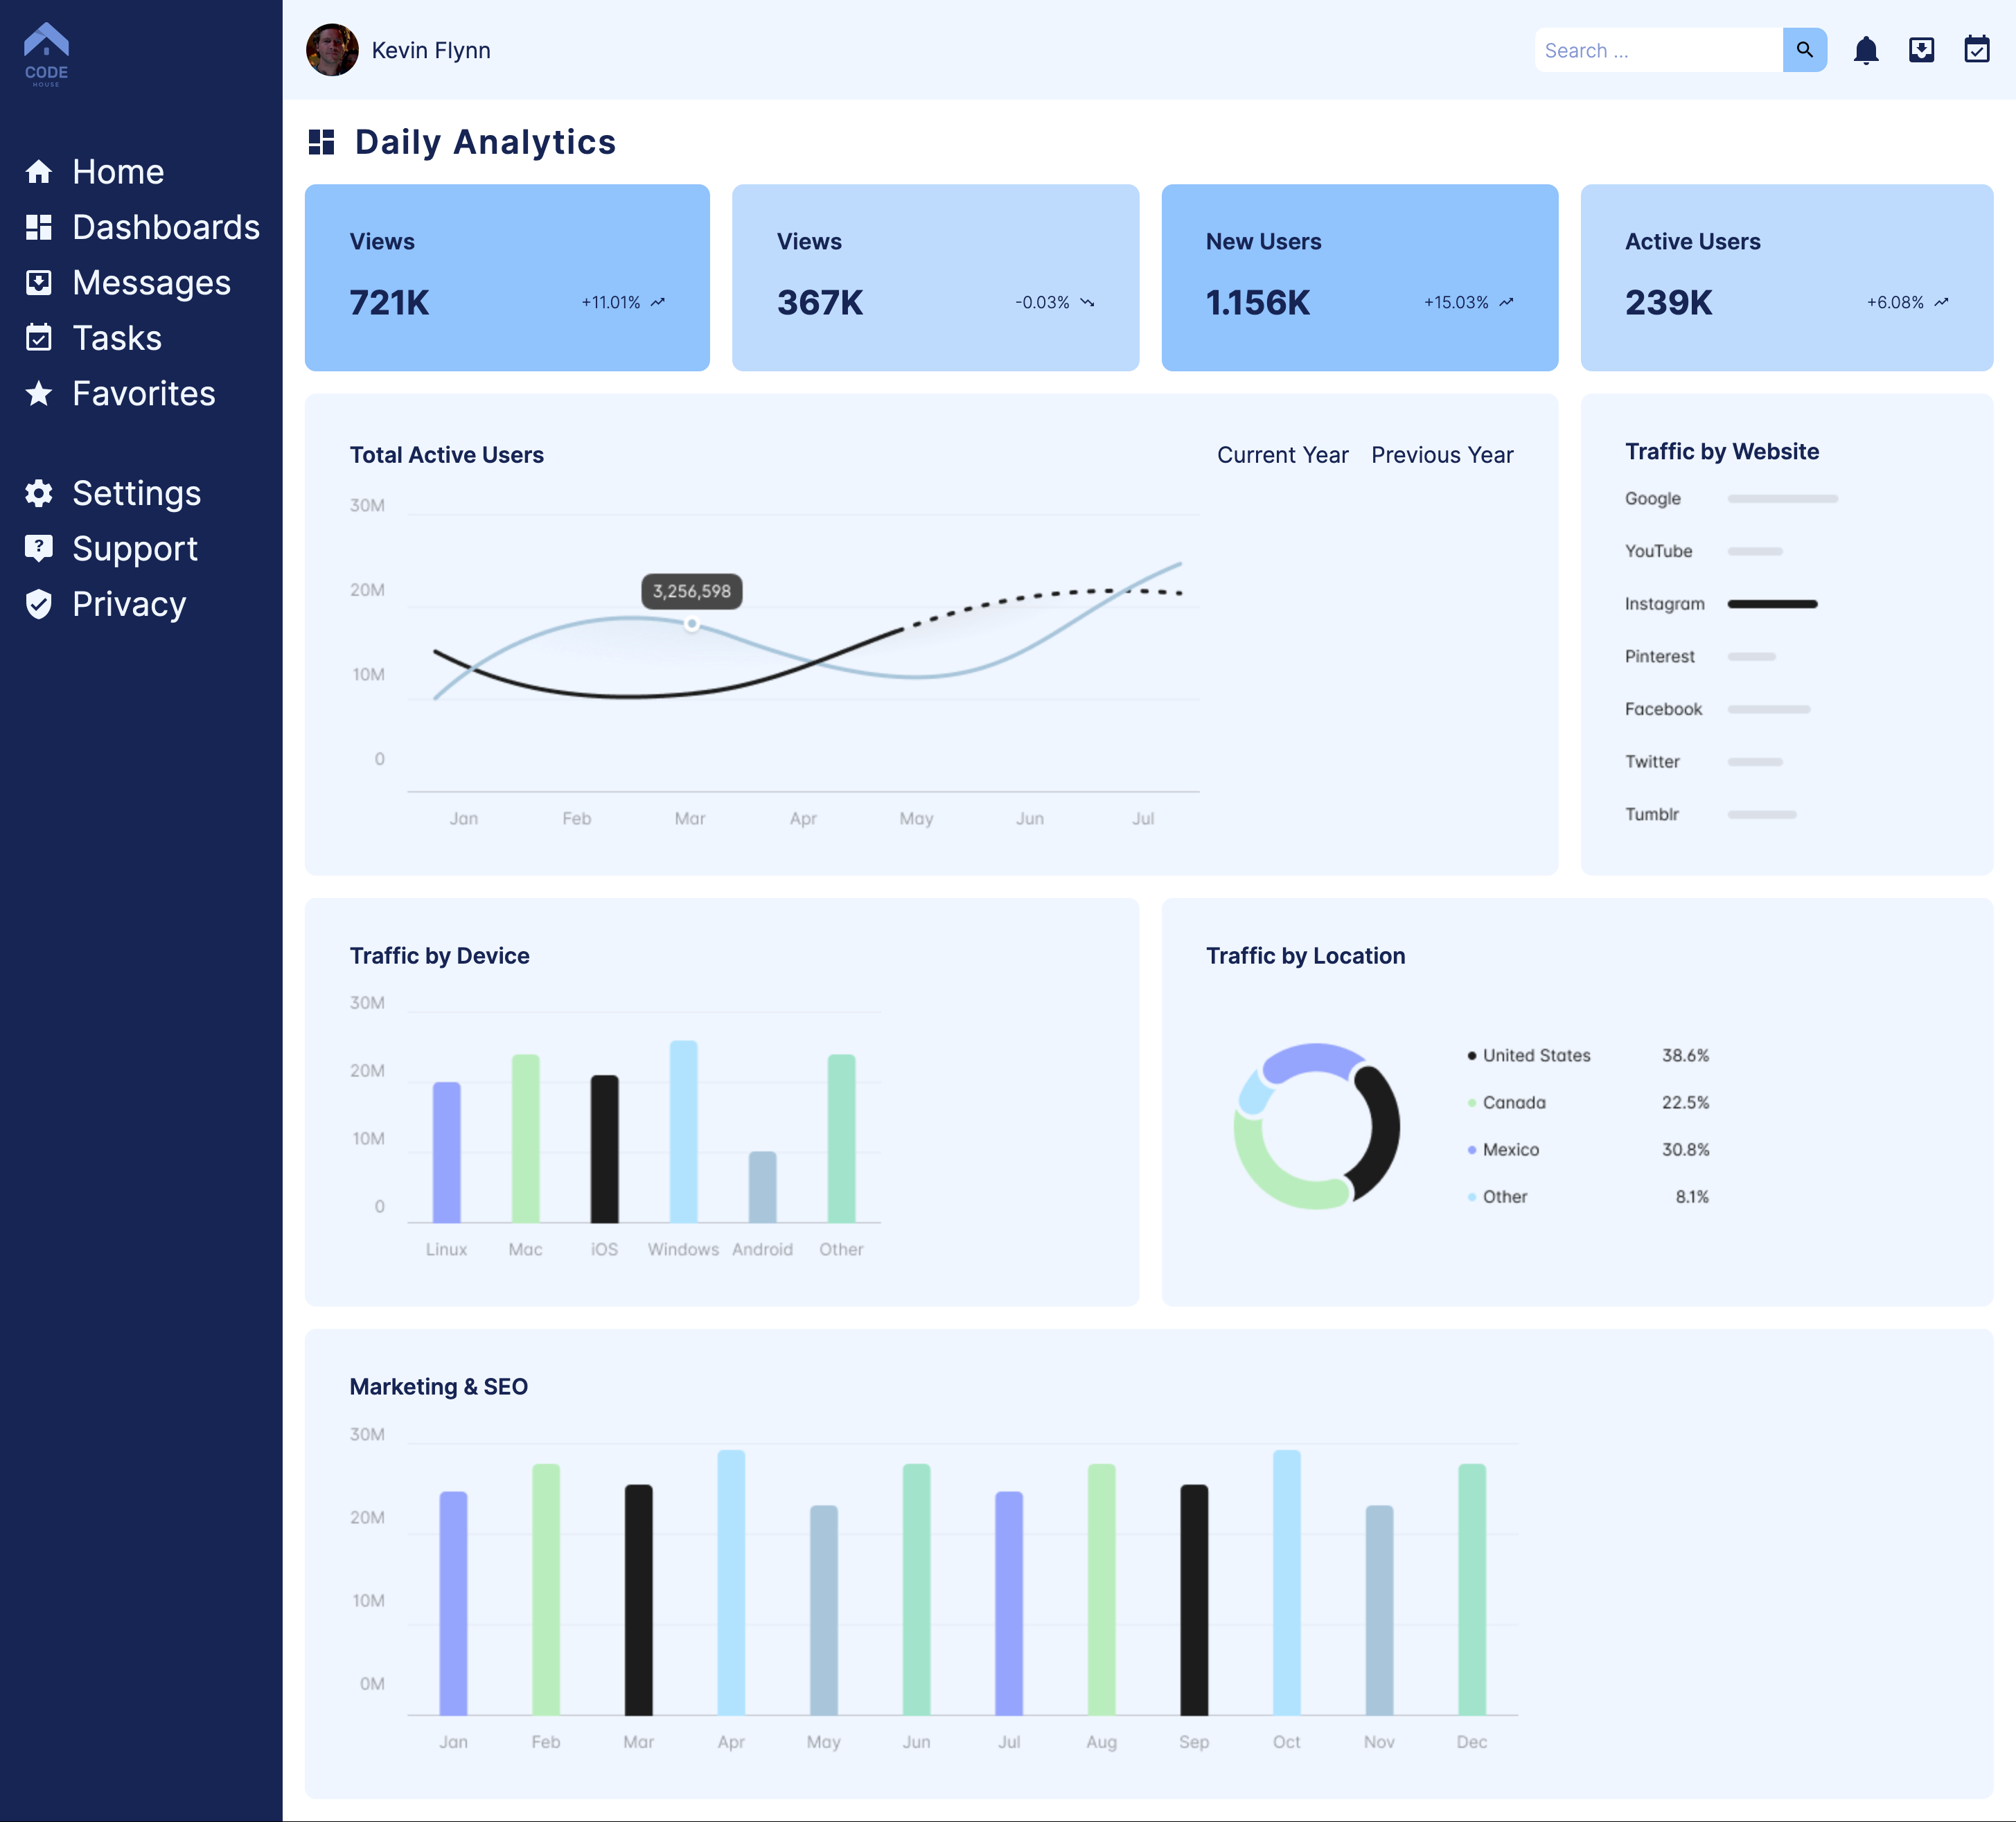 CODE
HOUSE
Home
Dashboards
Messages
Tasks
Favorites
Settings
Support
Privacy
Kevin Flynn
Search ...
Daily Analytics
Views
721K
+11.01%
Views
367K
-0.03%
New Users
1.156K
+15.03%
Active Users
239K
+6.08%
Total Active Users
Current Year Previous Year
30M
20M
10M
0
3,256,598
Jan Feb Mar Apr May Jun Jul
Traffic by Website
Google
YouTube
Instagram
Pinterest
Facebook
Twitter
Tumblr
Traffic by Device
30M
20M
10M
0
Linux Mac iOS Windows Android Other
Traffic by Location
United States 38.6%
Canada 22.5%
Mexico 30.8%
Other 8.1%
Marketing & SEO
30M
20M
10M
0M
Jan Feb Mar Apr May Jun Jul Aug Sep Oct Nov Dec